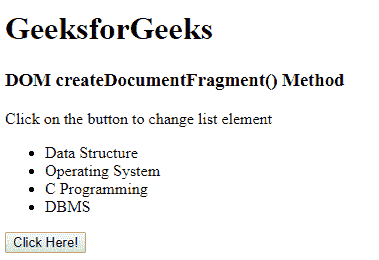 GeeksforGeeks
DOM createDocumentFragment() Method
Click on the button to change list element
Data Structure
Operating System
C Programming
DBMS
Click Here!